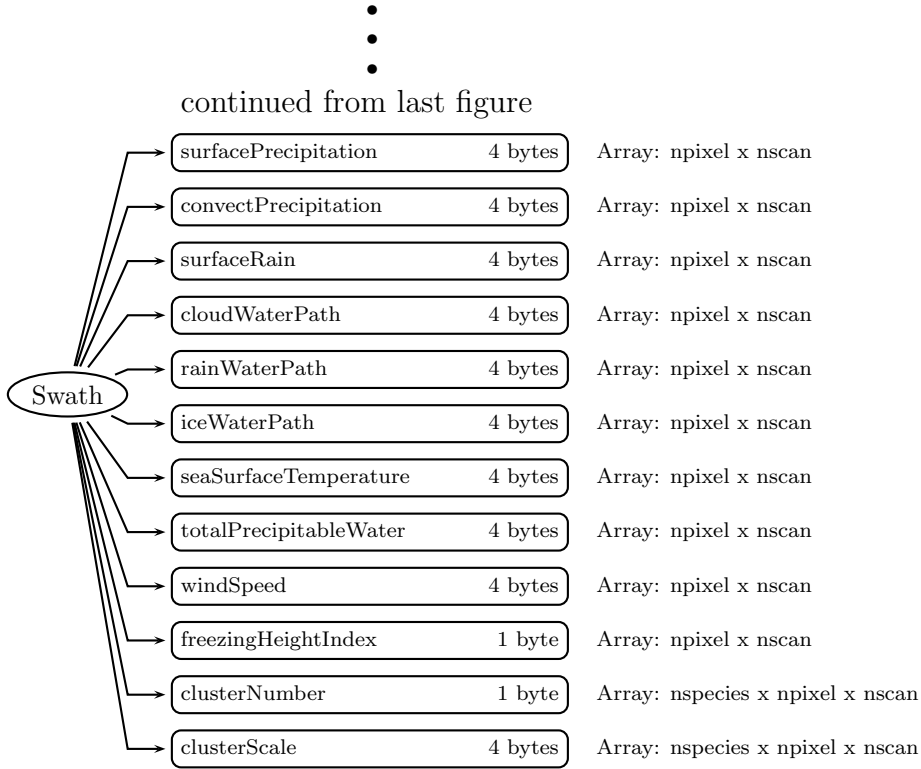 continued from last figure
surfacePrecipitation 4 bytes Array: npixel x nscan
convectPrecipitation 4 bytes Array: npixel x nscan
surfaceRain 4 bytes Array: npixel x nscan
cloudWaterPath 4 bytes Array: npixel x nscan
rainWaterPath 4 bytes Array: npixel x nscan
Swath
iceWaterPath 4 bytes Array: npixel x nscan
seaSurfaceTemperature 4 bytes Array: npixel x nscan
totalPrecipitableWater 4 bytes Array: npixel x nscan
windSpeed 4 bytes Array: npixel x nscan
freezingHeightIndex 1 byte Array: npixel x nscan
clusterNumber 1 byte Array: nspecies x npixel x nscan
clusterScale 4 bytes Array: nspecies x npixel x nscan